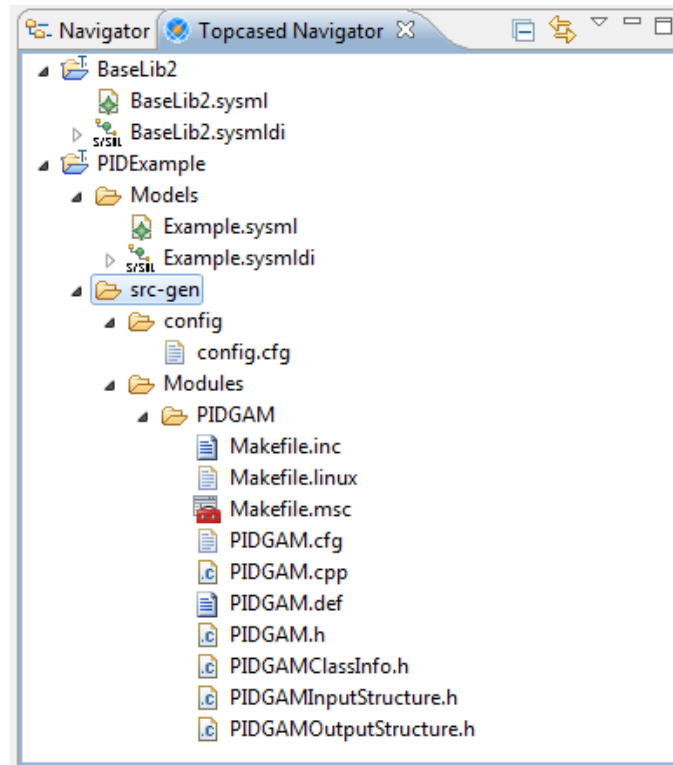 Navigator Topcased Navigator
BaseLib2
BaseLib2.sysml
BaseLib2.sysmldi
PIDExample
Models
Example.sysml
Example.sysmldi
src-gen
config
config.cfg
Modules
PIDGAM
Makefile.inc
Makefile.linux
Makefile.msc
PIDGAM.cfg
PIDGAM.cpp
PIDGAM.def
PIDGAM.h
PIDGAMClassInfo.h
PIDGAMInputStructure.h
PIDGAMOutputStructure.h